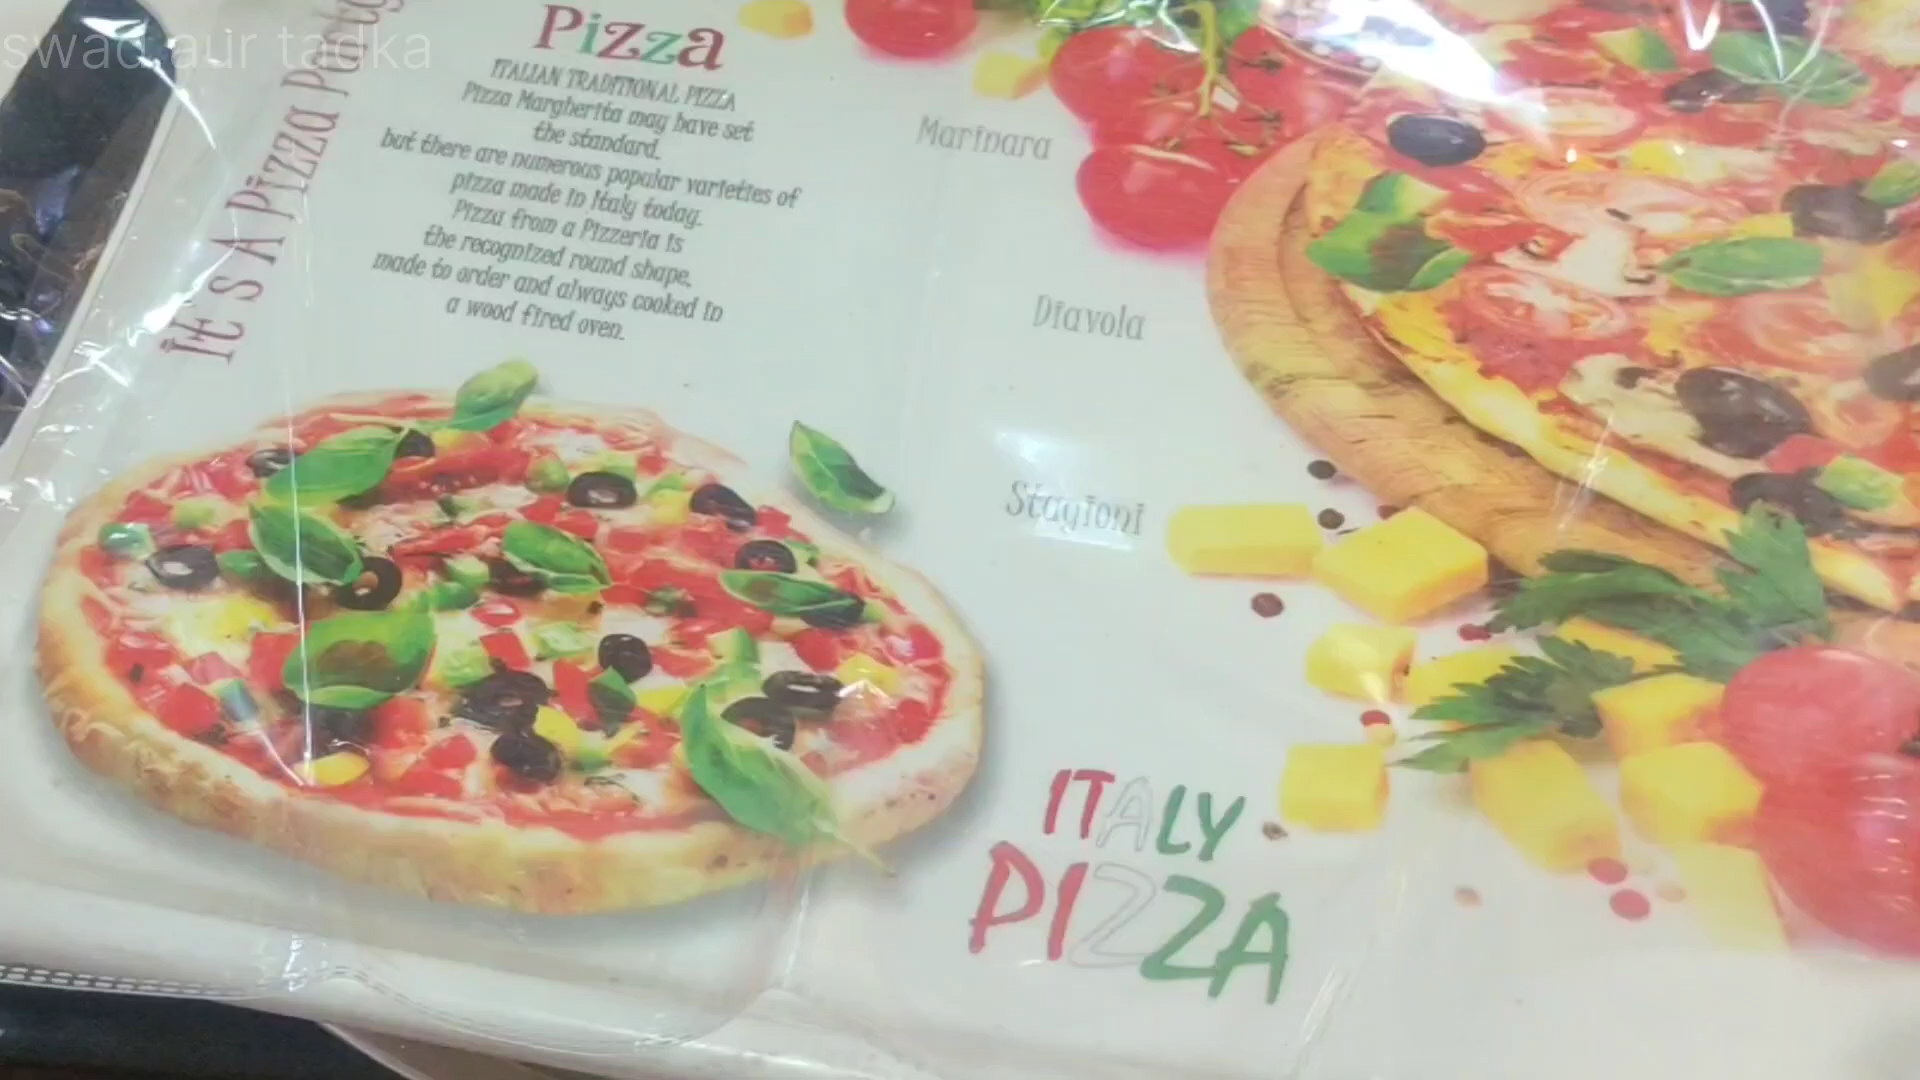 swad aur tadka
It's A Pizza
Pizza
ITALIAN TRADITIONAL PIZZA
Pizza Margherita may have set
the standard,
but there are numerous popular varieties of
pizza made in Italy today.
Pizza from a Pizzeria is
the recognized round shape,
made to order and always cooked in
a wood fired oven.
Marinara
Diavola
Stagioni
ITALY
PIZZA